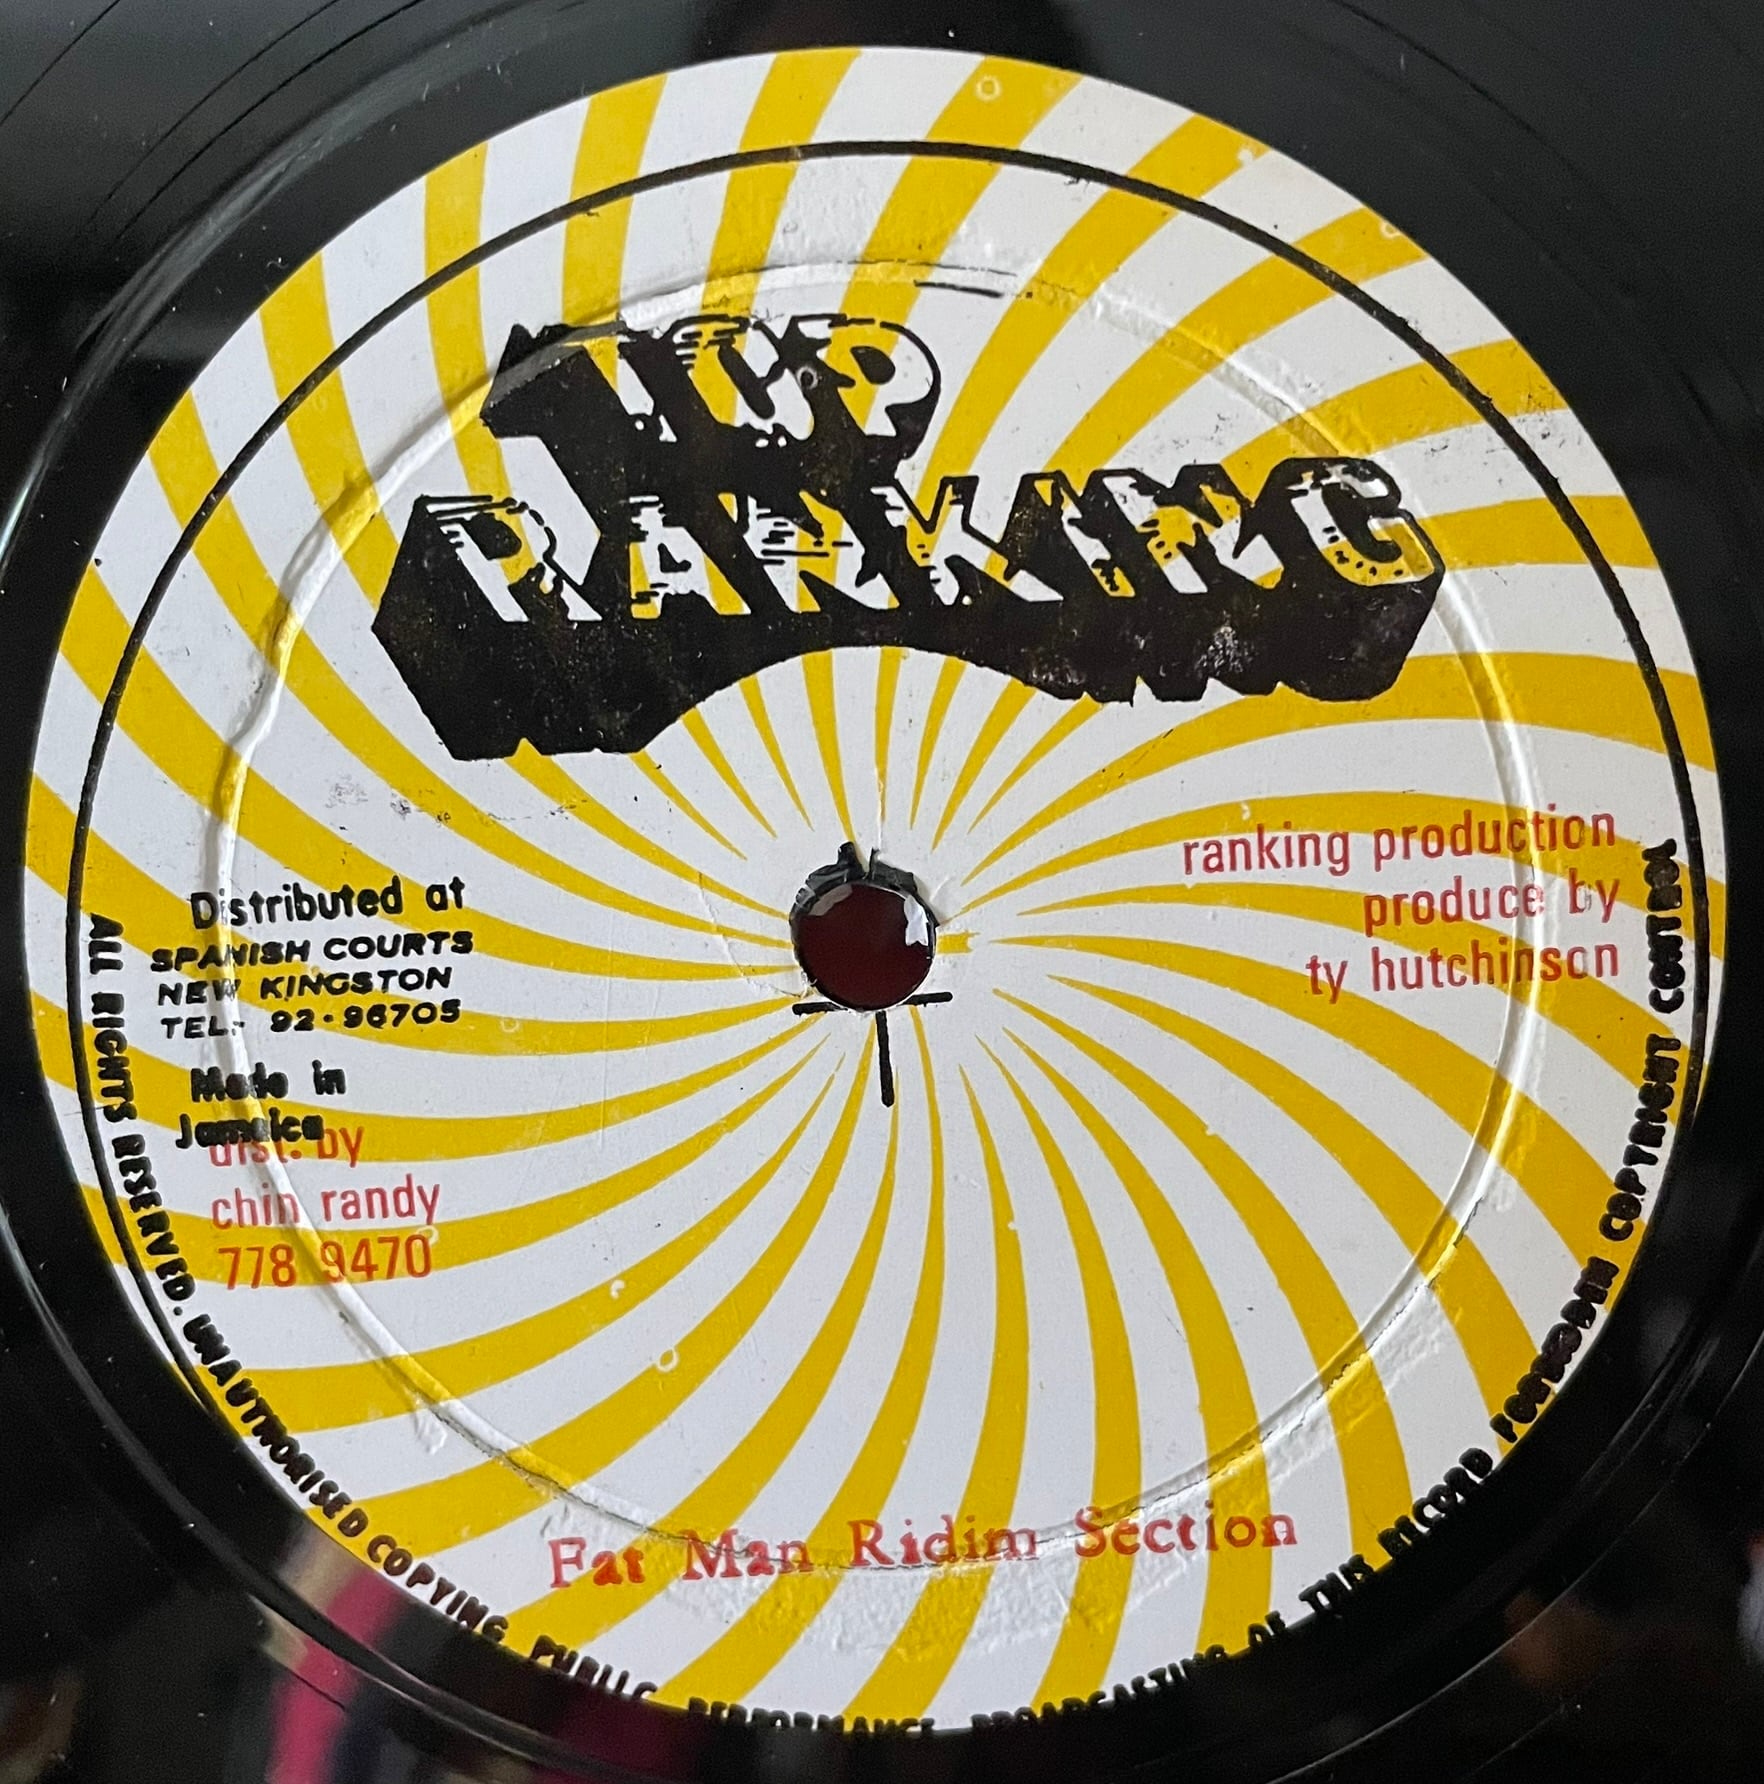 TOP
RANKING
ranking production
produce by
ty hutchinson
Distributed at
SPANISH COURTS
NEW KINGSTON
TEL:- 92-96705
Made in
Jamaica
dist. by
chin randy
778 9470
Fat Man Ridim Section
ALL RIGHTS RESERVED. UNAUTHORISED COPYING PUBLIC PERFORMANCE BROADCASTING OF THIS RECORD FORBIDDEN COPYRIGHT CONTROL